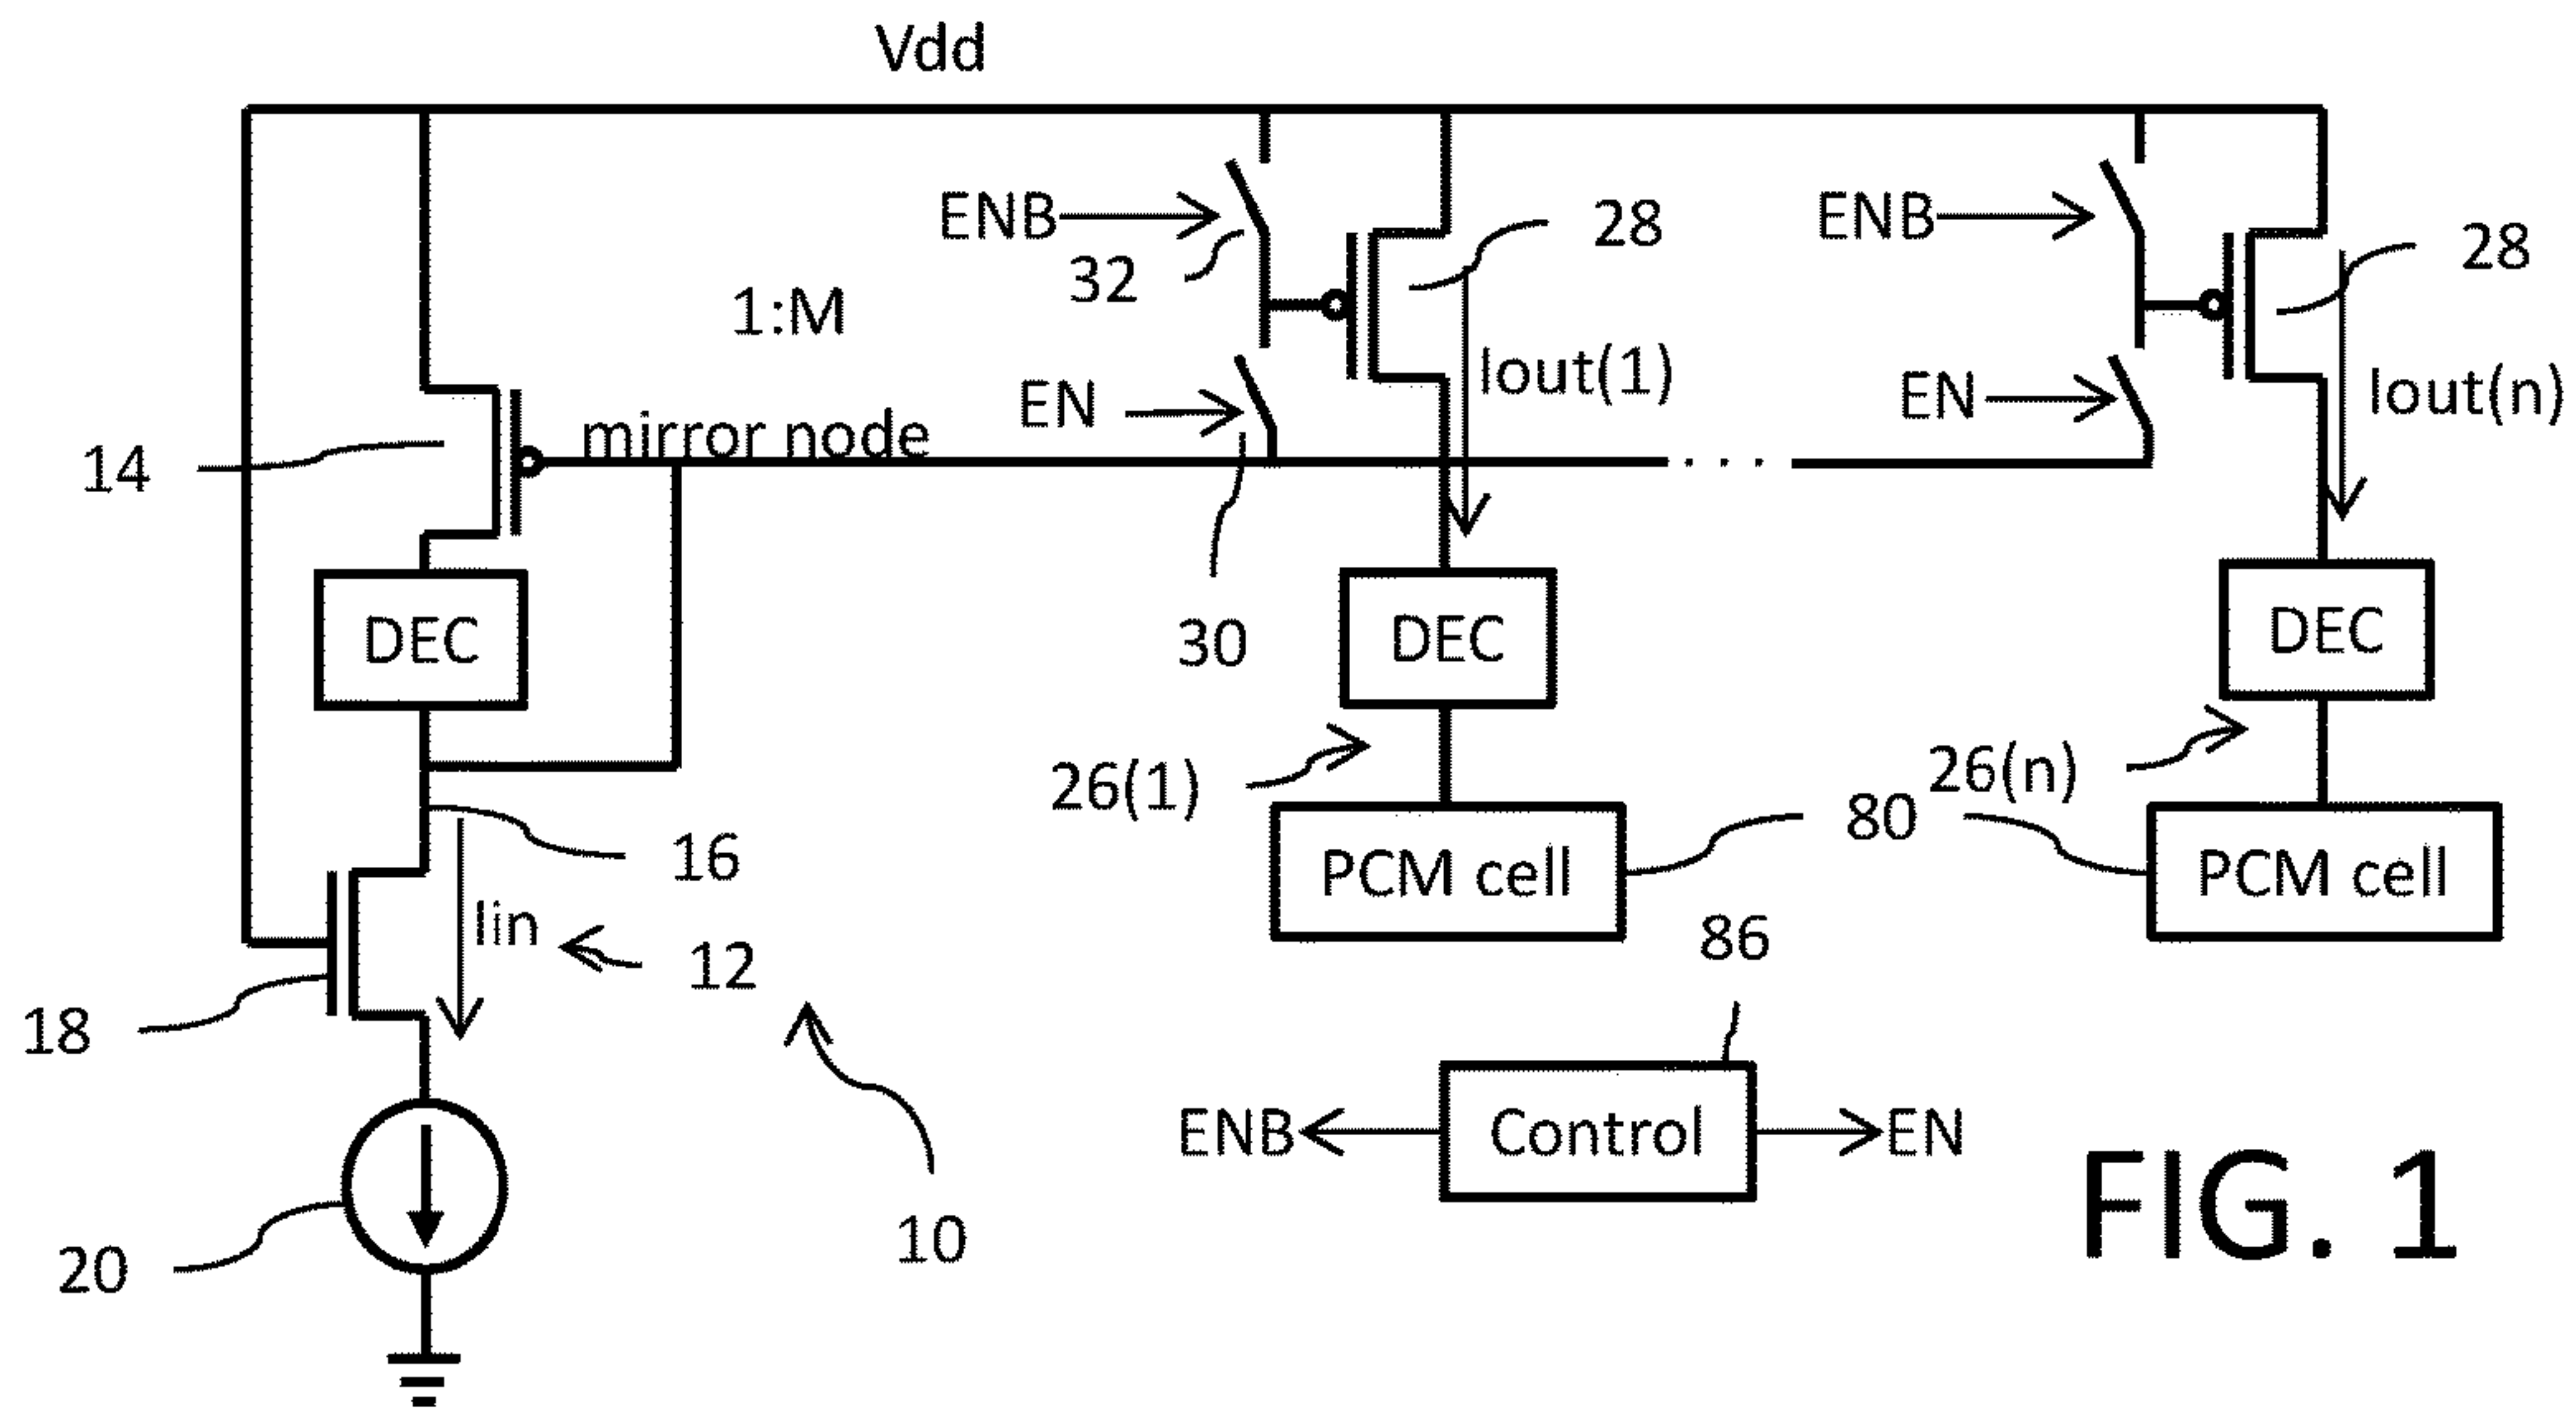 Vdd
ENB
32
28
ENB
28
1:M
Iout(1)
Iout(n)
EN
EN
mirror node
14
DEC
30
DEC
DEC
26(1)
26(n)
16
80
PCM cell
PCM cell
Iin
12
86
18
ENB
Control
EN
20
10
FIG. 1